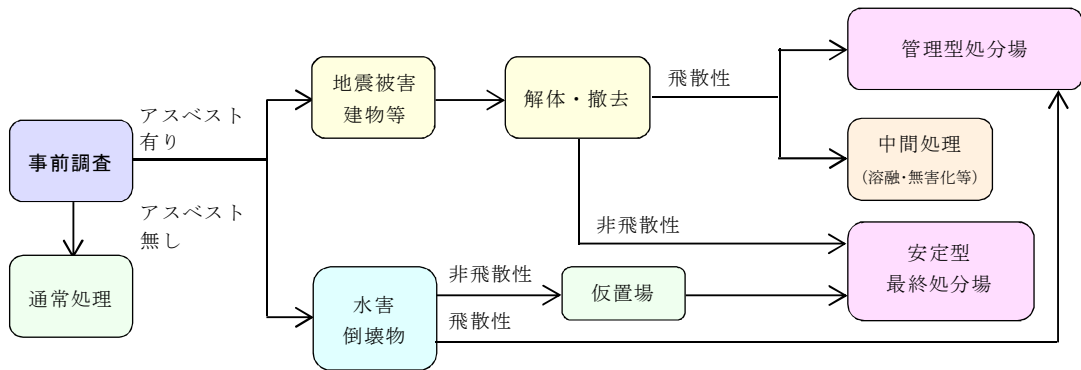 事前調査
アスベスト
有り
アスベスト
無し
通常処理
地震被害
建物等
解体・撤去
飛散性
管理型処分場
中間処理
(溶融・無害化等)
非飛散性
安定型
最終処分場
水害
倒壊物
非飛散性
仮置場
飛散性